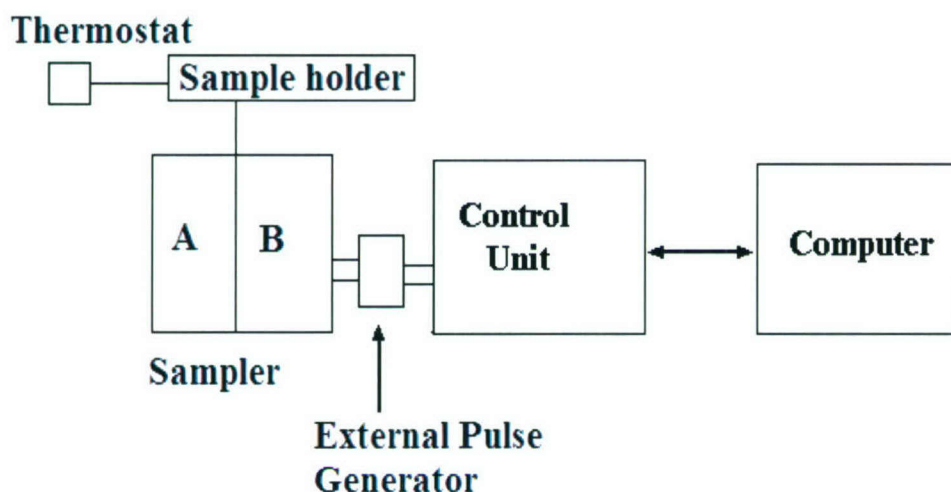 Thermostat
Sample holder
A
B
Control
Unit
Computer
Sampler
External Pulse
Generator